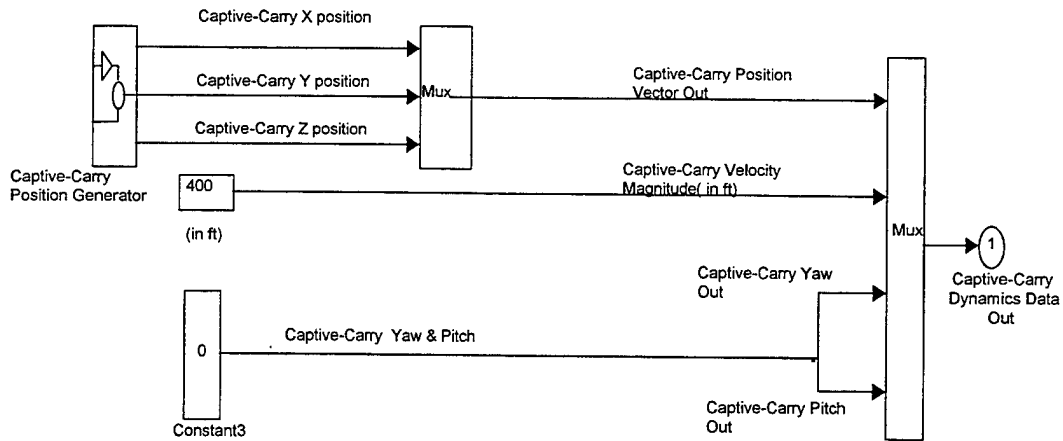 Captive-Carry X position
Captive-Carry Y position
Captive-Carry Z position
Mux
Captive-Carry Position
Vector Out
Captive-Carry
Position Generator
400
(in ft)
Captive-Carry Velocity
Magnitude( in ft)
Mux
1
Captive-Carry
Dynamics Data
Out
Captive-Carry Yaw
Out
0
Captive-Carry Yaw & Pitch
Captive-Carry Pitch
Out
Constant3